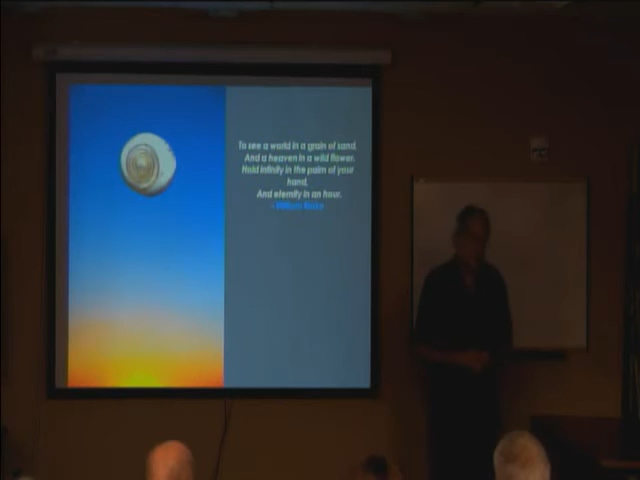 To see a world in a grain of sand,
And a heaven in a wild flower.
Hold infinity in the palm of your
hand,
And eternity in an hour.
- William Blake